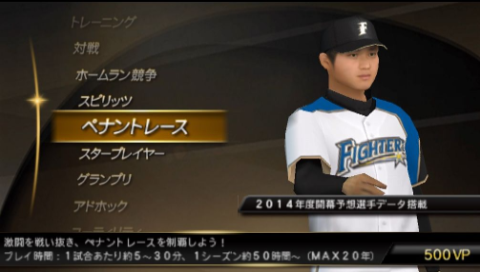 トレーニング
対戦
ホームラン競争
スピリッツ
ペナントレース
スタープレイヤー
グランプリ
アドホック
F
FIGHTERS
2014年度開幕予想選手データ搭載
激闘を戦い抜き、ペナントレースを制覇しよう!
プレイ時間:1試合あたり約5~30分、1シーズン約50時間~(MAX20年)
500VP